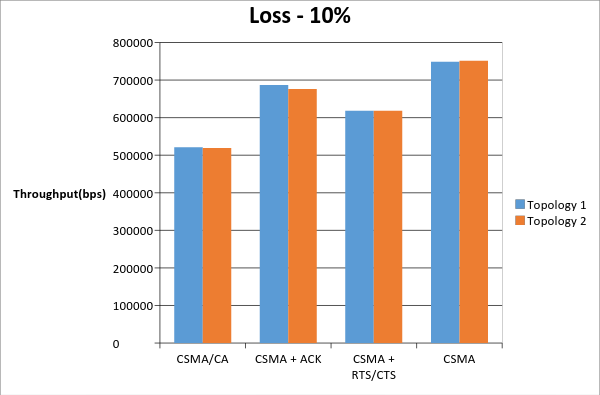 Loss - 10%
800000
700000
600000
500000
400000
300000
200000
100000
0
Throughput(bps)
CSMA/CA
CSMA + ACK
CSMA +
RTS/CTS
CSMA
Topology 1
Topology 2